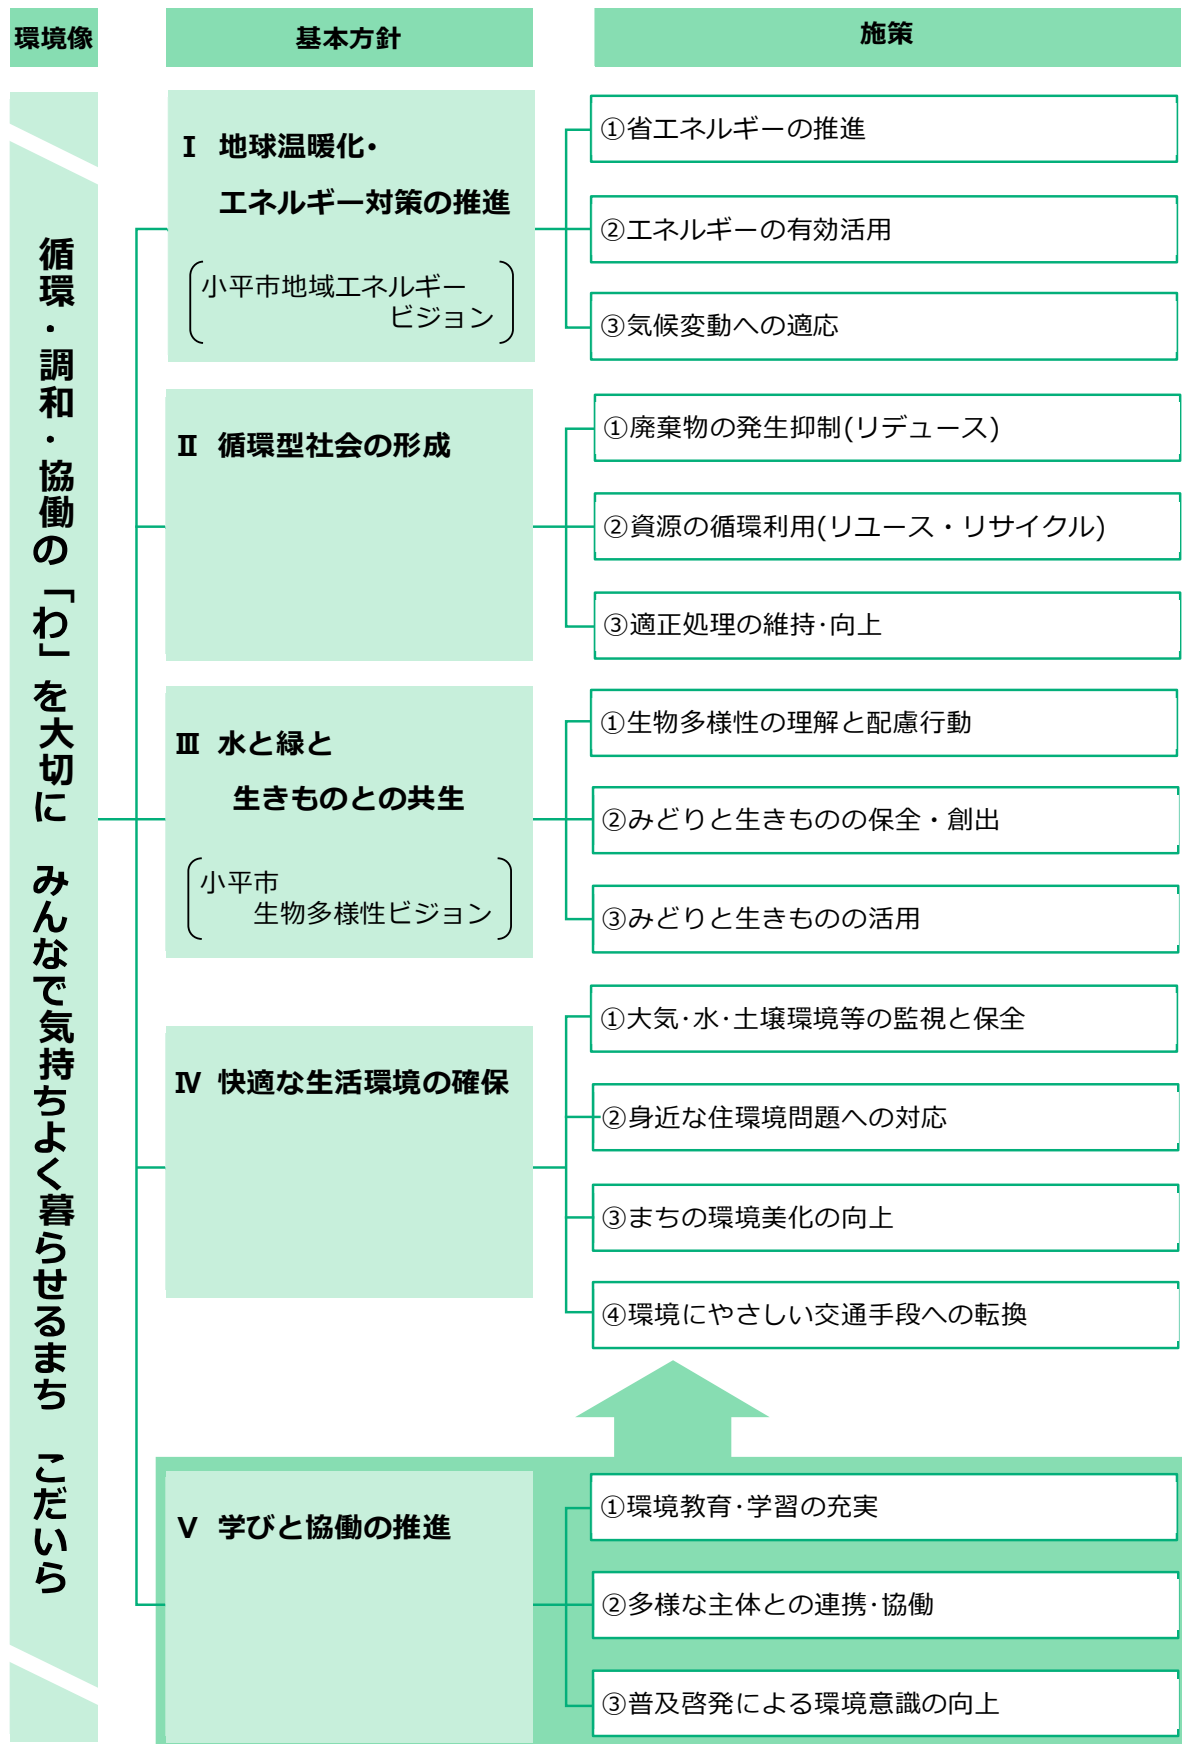 環境像
基本方針
施策
循環・調和・協働の「わ」を大切に　みんなで気持ちよく暮らせるまち　こだいら
Ⅰ 地球温暖化・
エネルギー対策の推進
小平市地域エネルギー
ビジョン
①省エネルギーの推進
②エネルギーの有効活用
③気候変動への適応
Ⅱ 循環型社会の形成
①廃棄物の発生抑制(リデュース)
②資源の循環利用(リユース・リサイクル)
③適正処理の維持・向上
Ⅲ 水と緑と
生きものとの共生
小平市
生物多様性ビジョン
①生物多様性の理解と配慮行動
②みどりと生きものの保全・創出
③みどりと生きものの活用
Ⅳ 快適な生活環境の確保
①大気・水・土壌環境等の監視と保全
②身近な住環境問題への対応
③まちの環境美化の向上
④環境にやさしい交通手段への転換
Ⅴ 学びと協働の推進
①環境教育・学習の充実
②多様な主体との連携・協働
③普及啓発による環境意識の向上